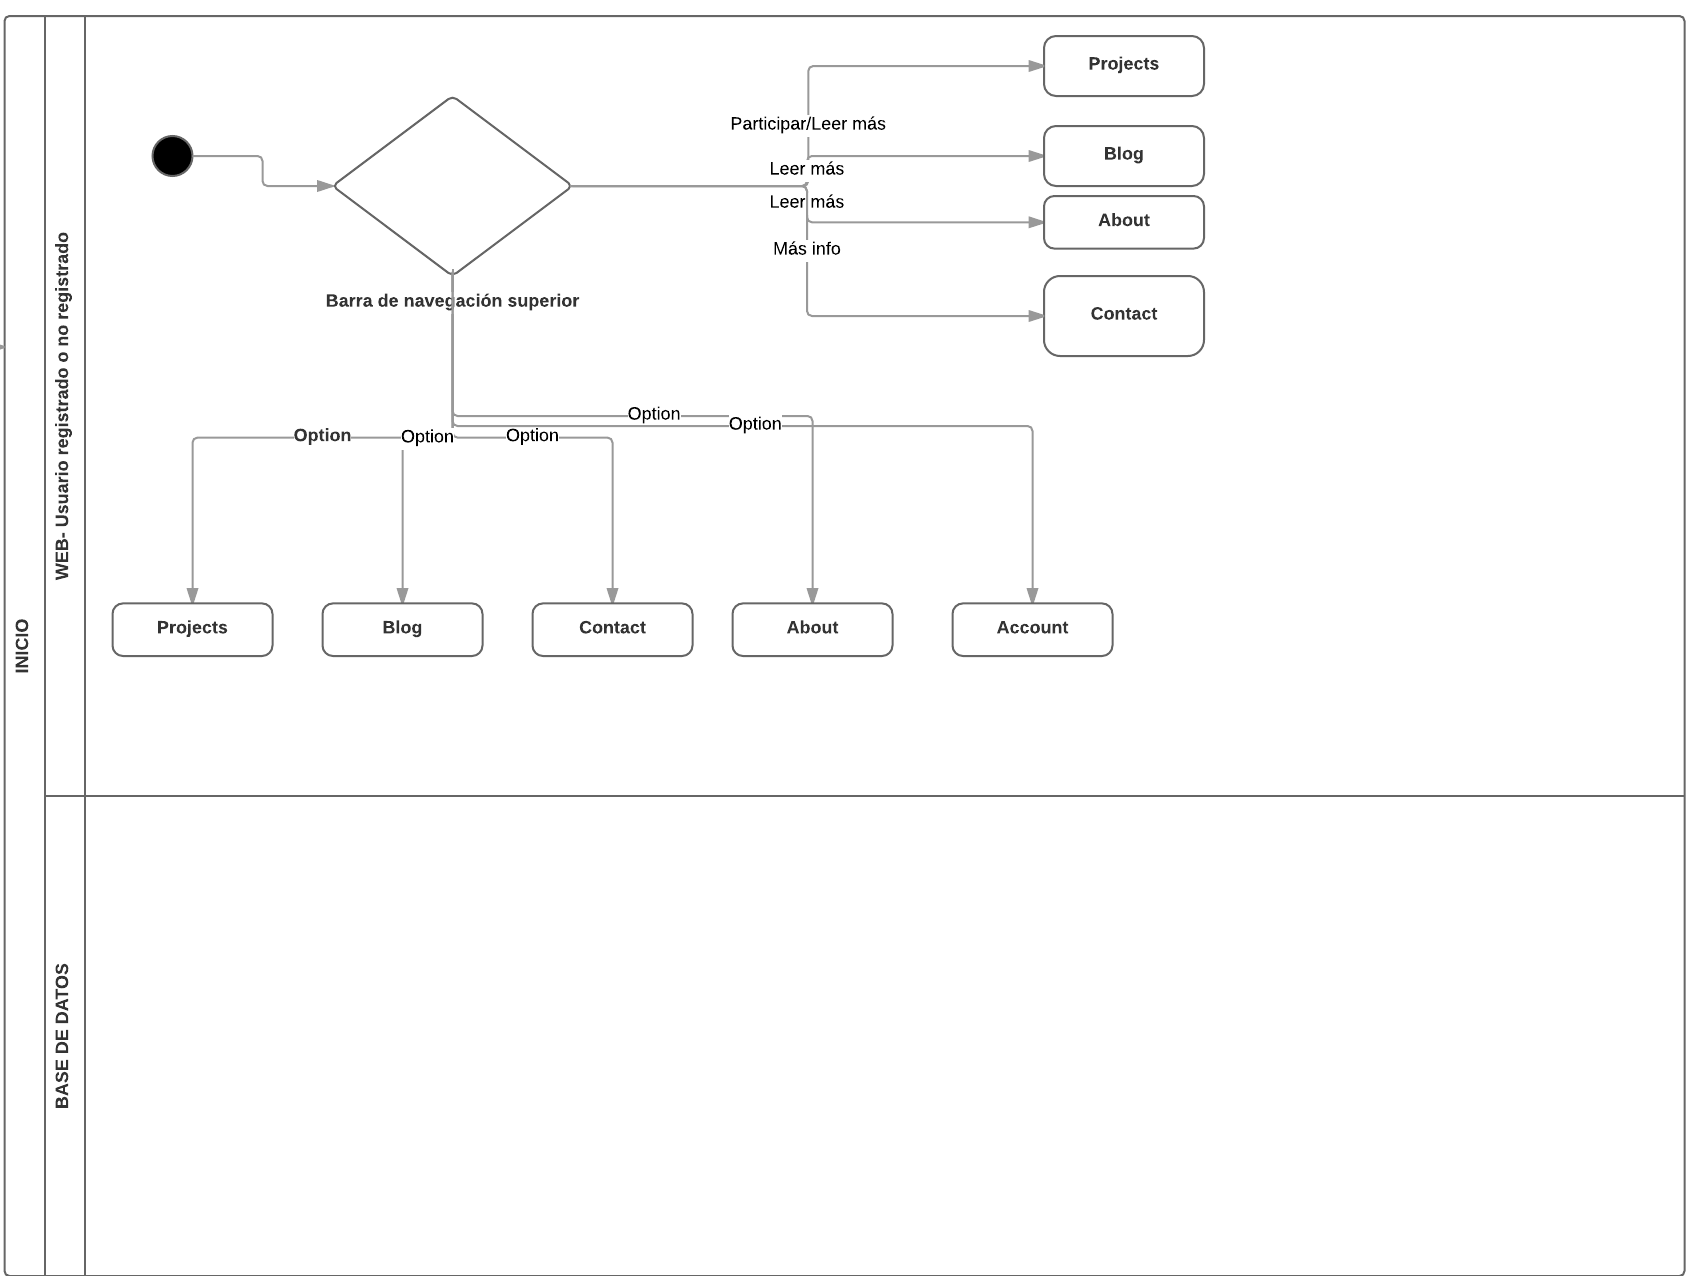 INICIO
WEB- Usuario registrado o no registrado
Projects
Participar/Leer más
Blog
Leer más
Leer más
About
Más info
Contact
Barra de navegación superior
Option
Option
Option
Option
Option
Projects
Blog
Contact
About
Account
BASE DE DATOS